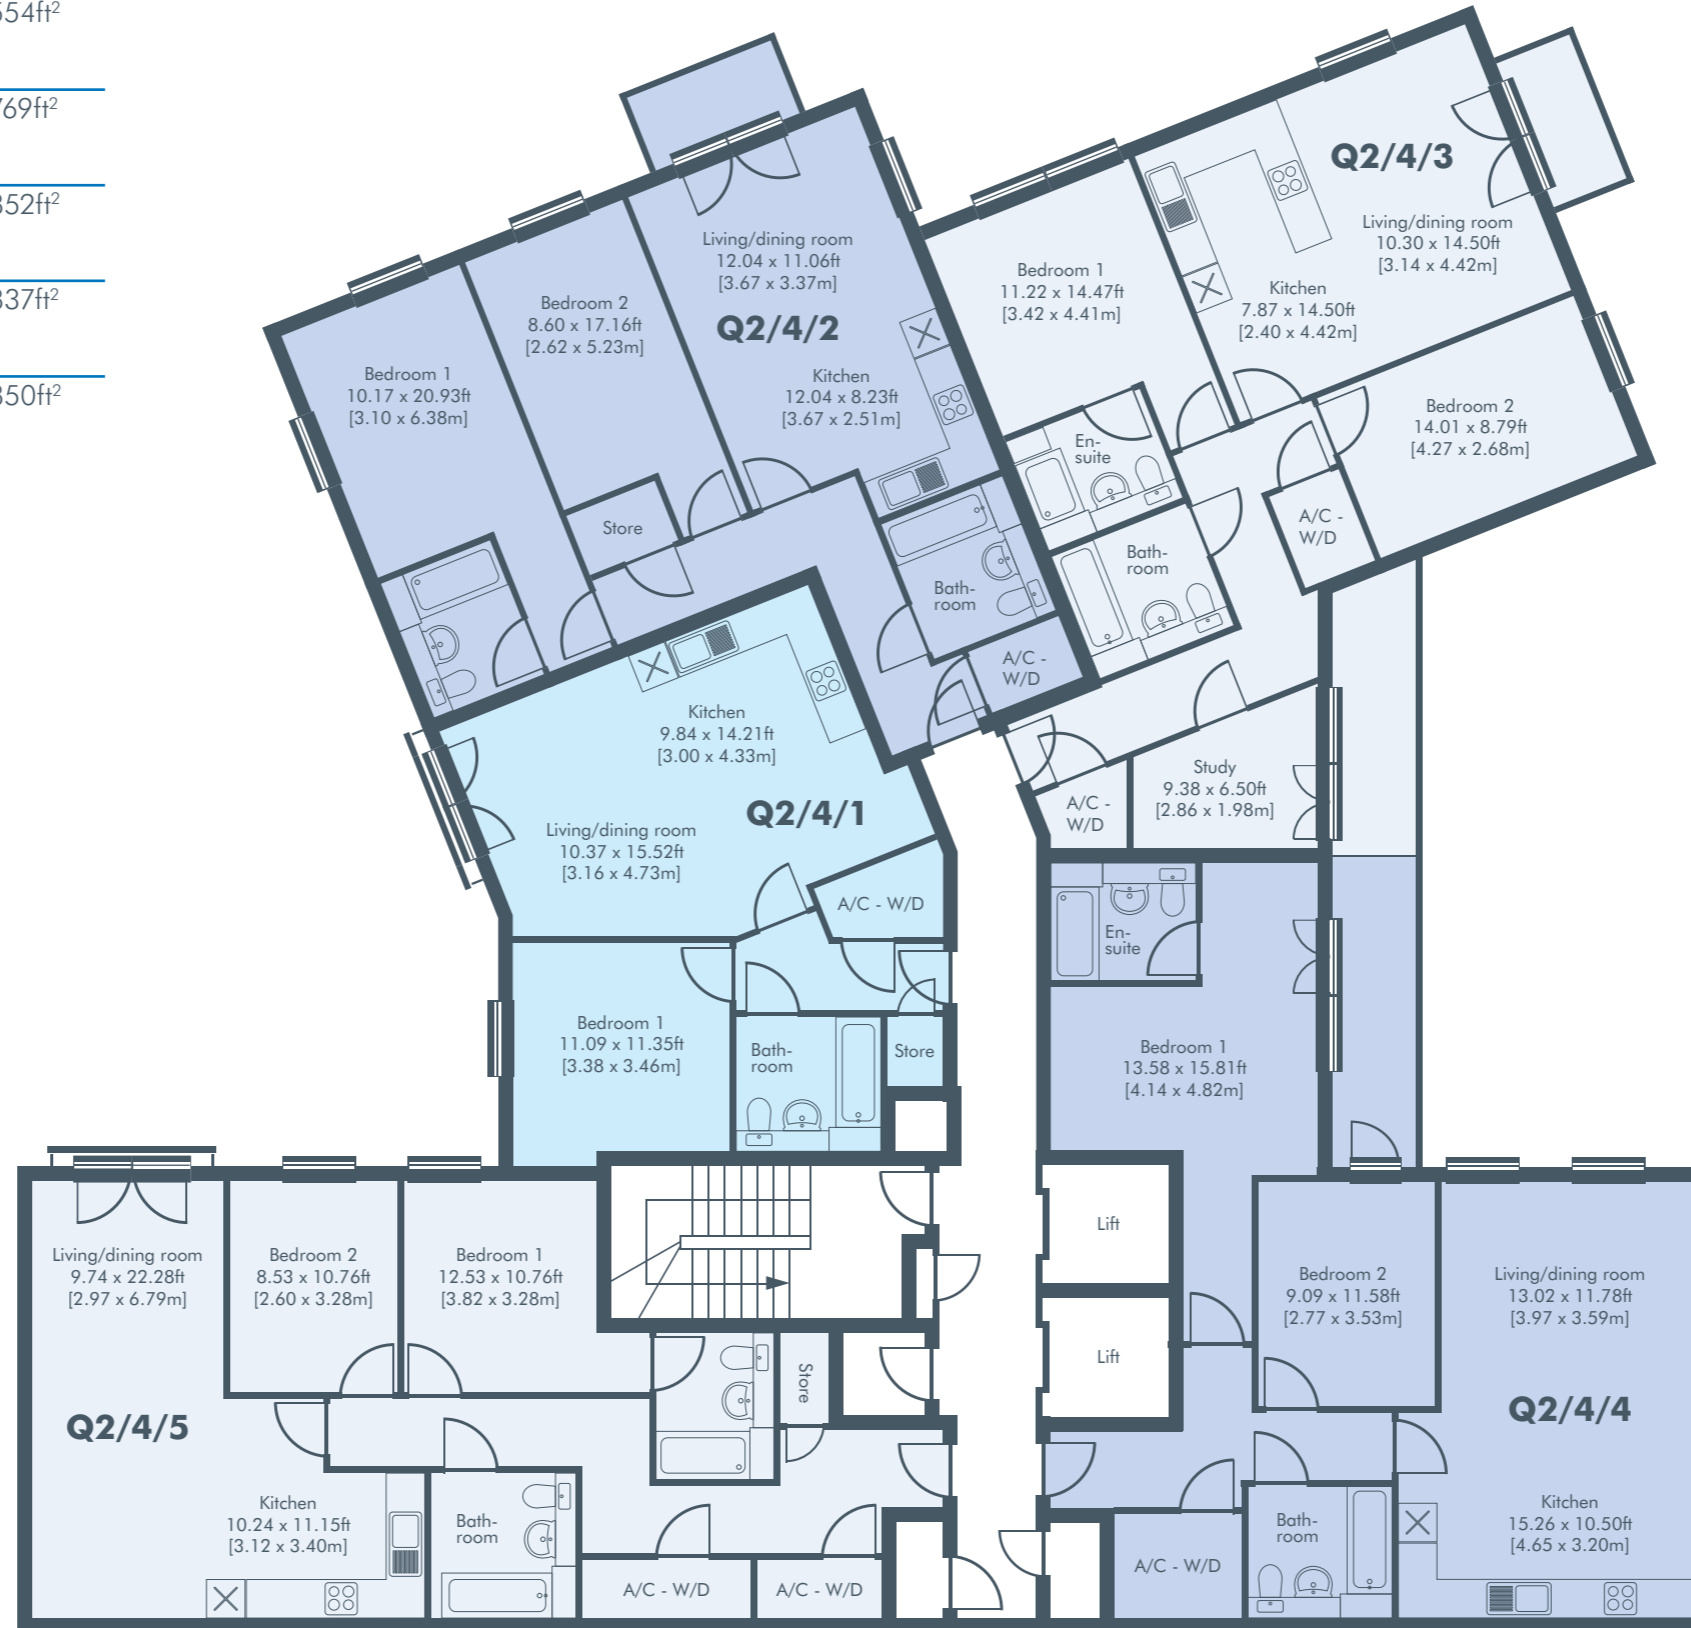 554ft²
769ft²
852ft²
837ft²
850ft²
Q2/4/3
Living/dining room
10.30 x 14.50ft
[3.14 x 4.42m]
Kitchen
7.87 x 14.50ft
[2.40 x 4.42m]
Bedroom 1
11.22 x 14.47ft
[3.42 x 4.41m]
Bedroom 2
14.01 x 8.79ft
[4.27 x 2.68m]
En-
suite
Bath-
room
A/C -
W/D
Study
9.38 x 6.50ft
[2.86 x 1.98m]
A/C -
W/D
Living/dining room
12.04 x 11.06ft
[3.67 x 3.37m]
Q2/4/2
Kitchen
12.04 x 8.23ft
[3.67 x 2.51m]
Bedroom 2
8.60 x 17.16ft
[2.62 x 5.23m]
Bedroom 1
10.17 x 20.93ft
[3.10 x 6.38m]
Store
Bath-
room
A/C -
W/D
Kitchen
9.84 x 14.21ft
[3.00 x 4.33m]
Q2/4/1
Living/dining room
10.37 x 15.52ft
[3.16 x 4.73m]
A/C - W/D
Bedroom 1
11.09 x 11.35ft
[3.38 x 3.46m]
Bath-
room
Store
En-
suite
Bedroom 1
13.58 x 15.81ft
[4.14 x 4.82m]
Lift
Lift
Bedroom 2
9.09 x 11.58ft
[2.77 x 3.53m]
Living/dining room
13.02 x 11.78ft
[3.97 x 3.59m]
Q2/4/4
Kitchen
15.26 x 10.50ft
[4.65 x 3.20m]
Bath-
room
A/C - W/D
Living/dining room
9.74 x 22.28ft
[2.97 x 6.79m]
Bedroom 2
8.53 x 10.76ft
[2.60 x 3.28m]
Bedroom 1
12.53 x 10.76ft
[3.82 x 3.28m]
Store
Q2/4/5
Kitchen
10.24 x 11.15ft
[3.12 x 3.40m]
Bath-
room
A/C - W/D
A/C - W/D